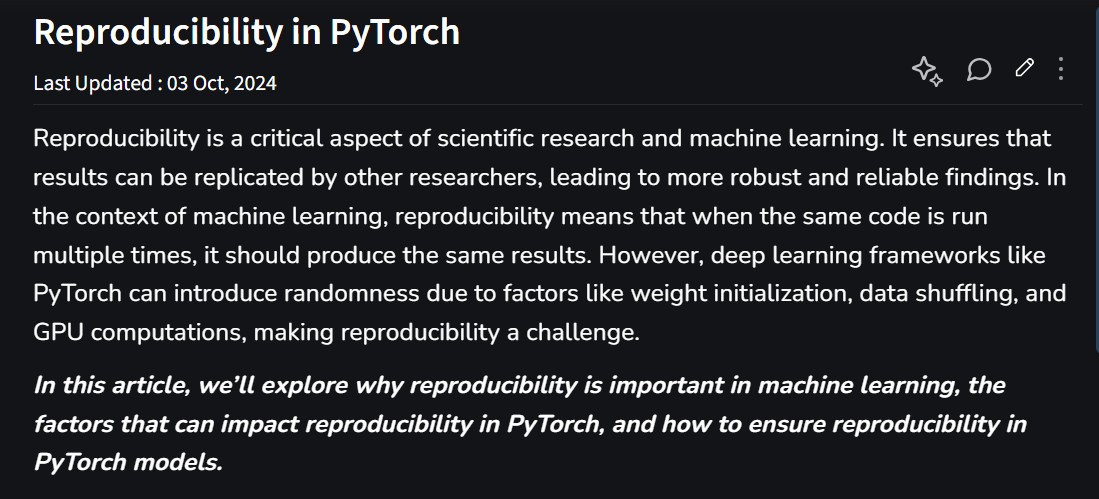 Reproducibility in PyTorch
Last Updated : 03 Oct, 2024
Reproducibility is a critical aspect of scientific research and machine learning. It ensures that
results can be replicated by other researchers, leading to more robust and reliable findings. In
the context of machine learning, reproducibility means that when the same code is run
multiple times, it should produce the same results. However, deep learning frameworks like
PyTorch can introduce randomness due to factors like weight initialization, data shuffling, and
GPU computations, making reproducibility a challenge.
In this article, we’ll explore why reproducibility is important in machine learning, the
factors that can impact reproducibility in PyTorch, and how to ensure reproducibility in
PyTorch models.